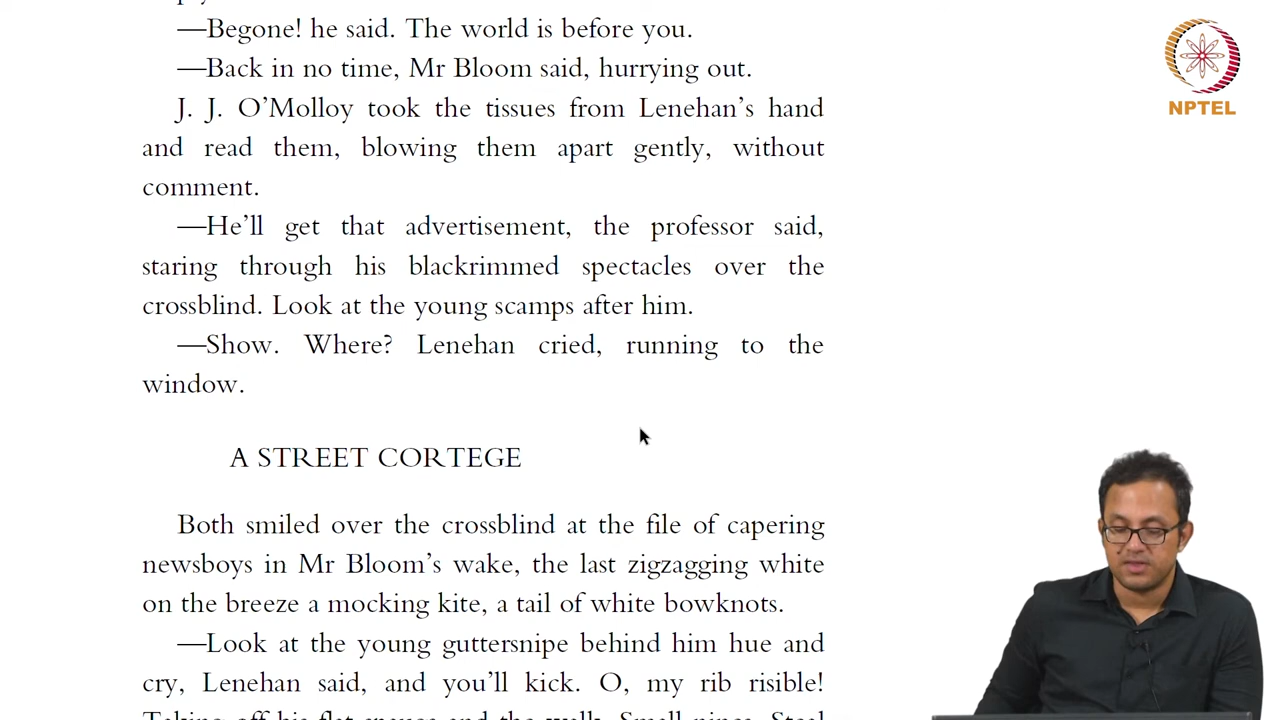 —Begone! he said. The world is before you.
—Back in no time, Mr Bloom said, hurrying out.
J. J. O’Molloy took the tissues from Lenehan’s hand
and read them, blowing them apart gently, without
comment.
—He’ll get that advertisement, the professor said,
staring through his blackrimmed spectacles over the
crossblind. Look at the young scamps after him.
—Show. Where? Lenehan cried, running to the
window.
A STREET CORTEGE
Both smiled over the crossblind at the file of capering
newsboys in Mr Bloom’s wake, the last zigzagging white
on the breeze a mocking kite, a tail of white bowknots.
—Look at the young guttersnipe behind him hue and
cry, Lenehan said, and you’ll kick. O, my rib risible!
NPTEL